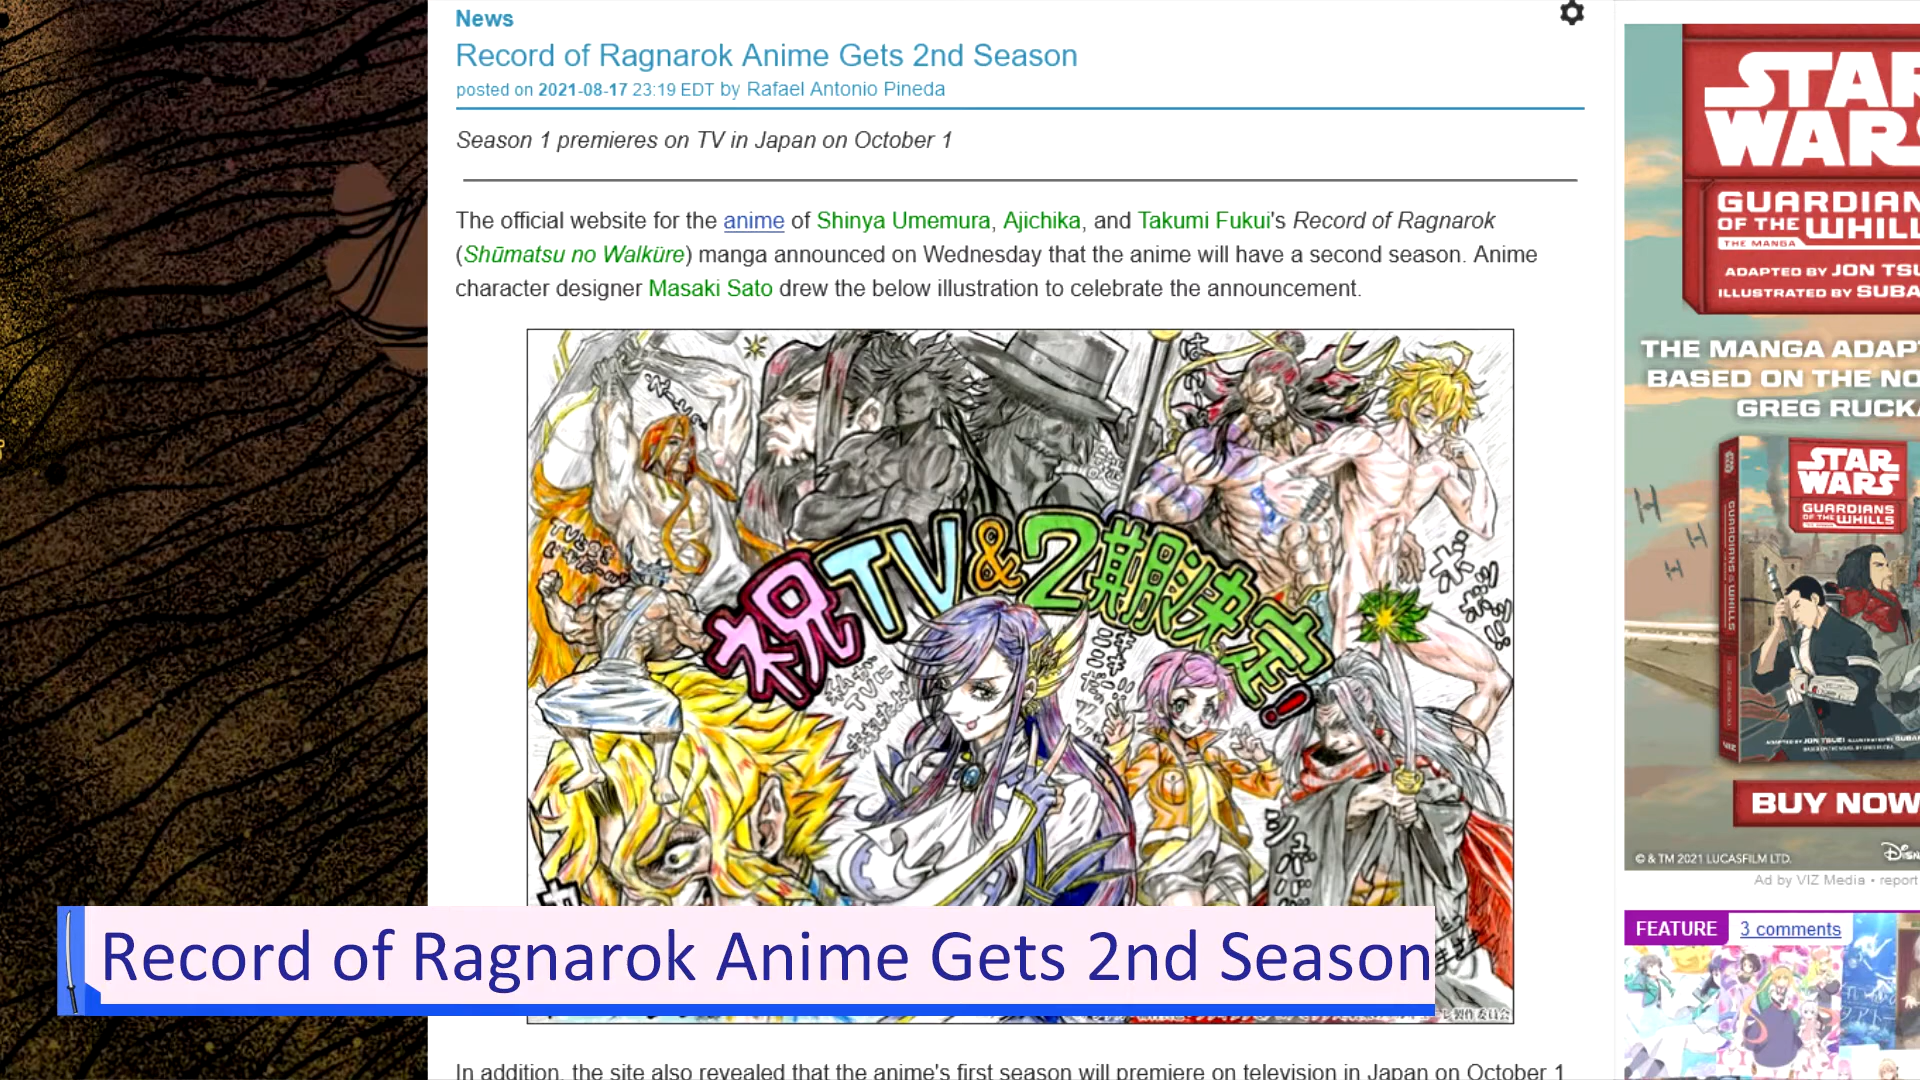 News
Record of Ragnarok Anime Gets 2nd Season
posted on 2021-08-17 23:19 EDT by Rafael Antonio Pineda
Season 1 premieres on TV in Japan on October 1
The official website for the anime of Shinya Umemura, Ajichika, and Takumi Fukui's Record of Ragnarok
(Shūmatsu no Walküre) manga announced on Wednesday that the anime will have a second season. Anime
character designer Masaki Sato drew the below illustration to celebrate the announcement.
祝TV&2期決定!
Record of Ragnarok Anime Gets 2nd Season
In addition, the site also revealed that the anime's first season will premiere on television in Japan on October 1
STAR
WARS
GUARDIAN
OF THE WHILL
THE MANGA
ADAPTED BY JON TSU
ILLUSTRATED BY SUBA
THE MANGA ADAP
BASED ON THE NO
GREG RUCKA
STAR
WARS
GUARDIANS
OF THE WHILLS
BUY NOW
© & TM 2021 LUCASFILM LTD.
Ad by VIZ Media • report
FEATURE
3 comments